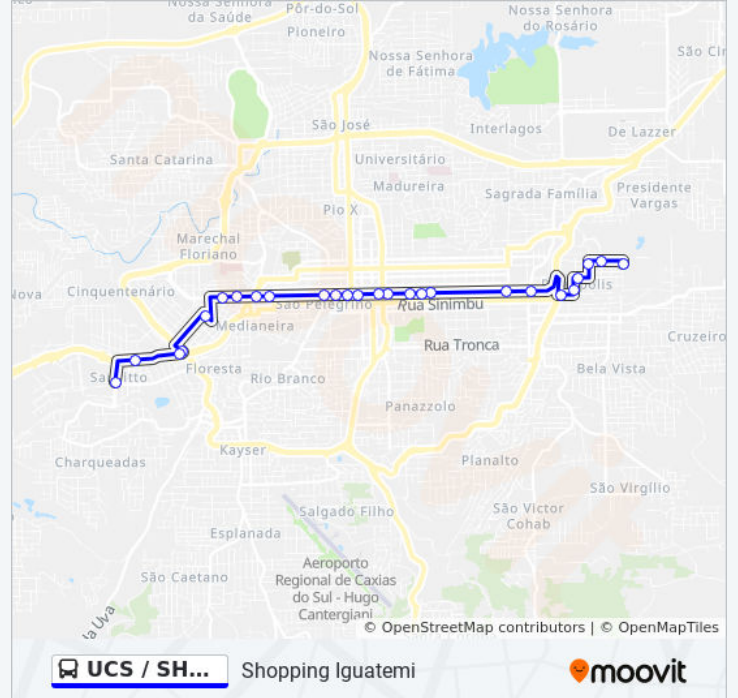 Nossa Senhora
da Saúde
Pôr-do-Sol
Pioneiro
Nossa Senhora
do Rosário
Nossa Senhora
de Fátima
São José
Interlagos
De Lazzer
Santa Catarina
Universitário
Madureira
Sagrada Família
Presidente
Vargas
Pio X
Marechal
Floriano
Cinquentenário
São Pelegrino
Rua Sinimbu
Medianeira
Cruzeiro
Floresta
Rua Tronca
Bela Vista
Rio Branco
Panazzolo
Kayser
Planalto
Charqueadas
São Virgílio
Salgado Filho
São Victor
Cohab
Esplanada
Aeroporto
Regional de Caxias
do Sul - Hugo
Cantergiani
São Caetano
© OpenStreetMap contributors | © OpenMapTiles
UCS / SH...
Shopping Iguatemi
moovit